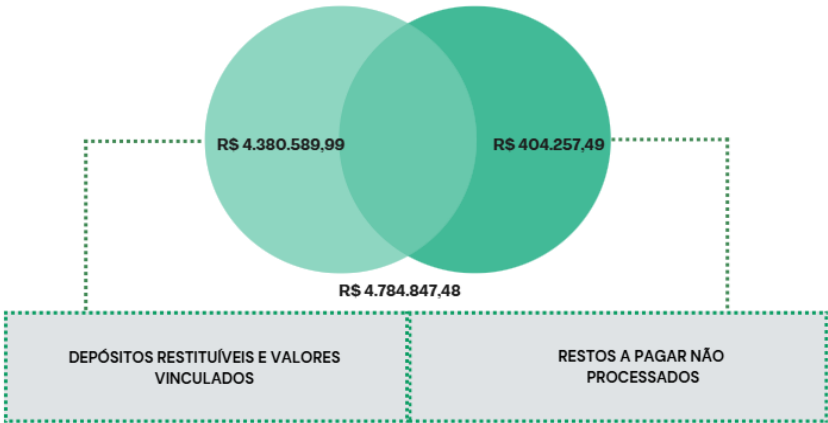 R$ 4.380.589,99
R$ 404.257,49
R$ 4.784.847,48
DEPÓSITOS RESTITUÍVEIS E VALORES
VINCULADOS
RESTOS A PAGAR NÃO
PROCESSADOS